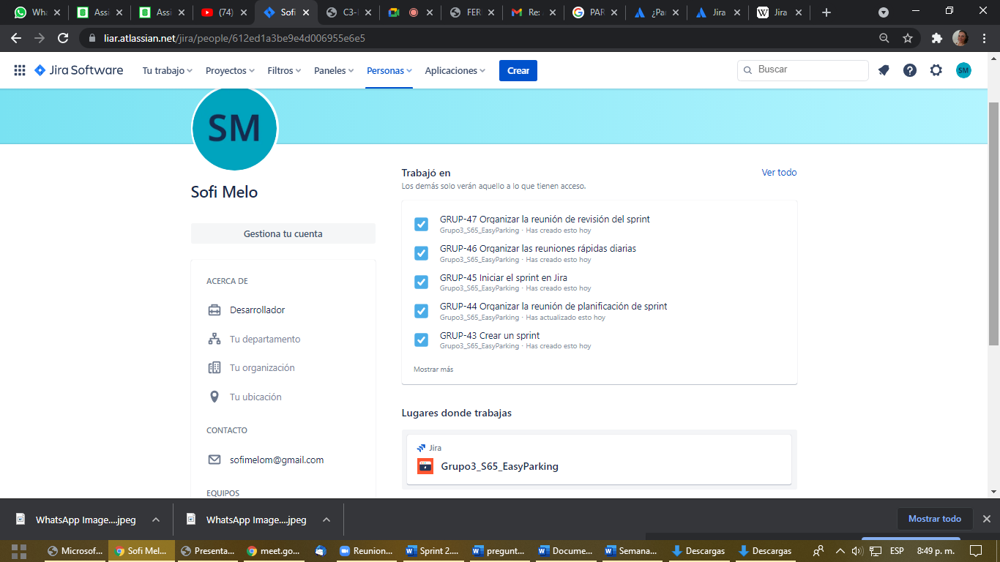 Wha
Assi
Assi
(74)
Sofi
C3-
FER
Re:
PAR
¿Pa
Jira
Jira
liar.atlassian.net/jira/people/612ed1a3be9e4d006955e6e5
Jira Software
Tu trabajo
Proyectos
Filtros
Paneles
Personas
Aplicaciones
Crear
Buscar
SM
SM
Sofi Melo
Gestiona tu cuenta
ACERCA DE
Desarrollador
Tu departamento
Tu organización
Tu ubicación
CONTACTO
sofimelom@gmail.com
EQUIPOS
Trabajó en
Ver todo
Los demás solo verán aquello a lo que tienen acceso.
GRUP-47 Organizar la reunión de revisión del sprint
Grupo3_S65_EasyParking · Has creado esto hoy
GRUP-46 Organizar las reuniones rápidas diarias
Grupo3_S65_EasyParking · Has creado esto hoy
GRUP-45 Iniciar el sprint en Jira
Grupo3_S65_EasyParking · Has creado esto hoy
GRUP-44 Organizar la reunión de planificación de sprint
Grupo3_S65_EasyParking · Has actualizado esto hoy
GRUP-43 Crear un sprint
Grupo3_S65_EasyParking · Has creado esto hoy
Mostrar más
Lugares donde trabajas
Jira
Grupo3_S65_EasyParking
WhatsApp Image....jpeg
WhatsApp Image....jpeg
Mostrar todo
Microsof...
Sofi Mel...
Presenta...
meet.go...
Reunion...
Sprint 2....
pregunt...
Docume...
Semana...
Descargas
Descargas
ESP
8:49 p. m.